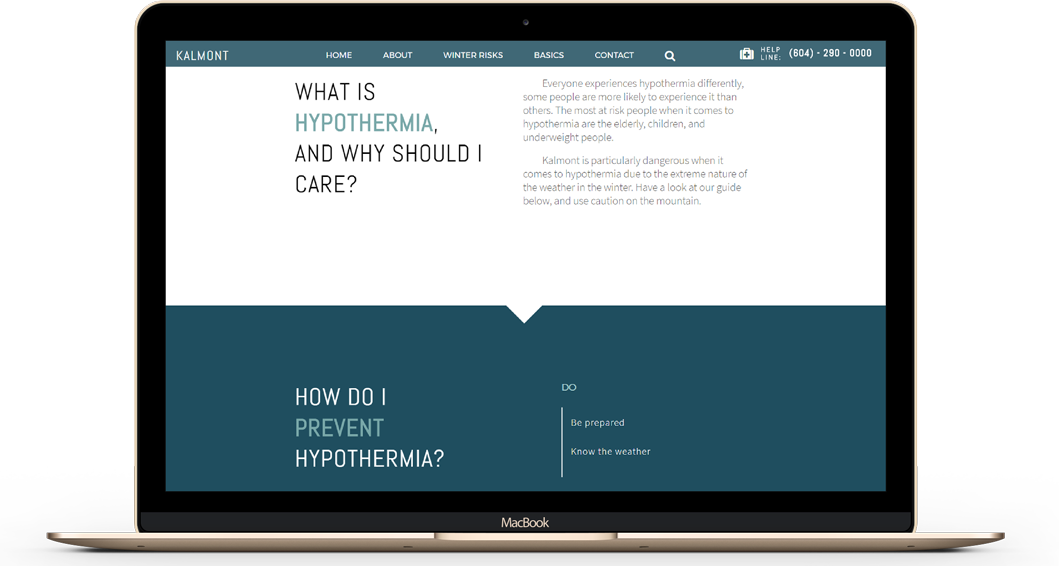 KALMONT
HOME ABOUT WINTER RISKS BASICS CONTACT
HELP
LINE:
(604) - 290 - 0000
WHAT IS
HYPOTHERMIA,
AND WHY SHOULD I
CARE?
Everyone experiences hypothermia differently,
some people are more likely to experience it than
others. The most at risk people when it comes to
hypothermia are the elderly, children, and
underweight people.
Kalmont is particularly dangerous when it
comes to hypothermia due to the extreme nature of
the weather in the winter. Have a look at our guide
below, and use caution on the mountain.
HOW DO I
PREVENT
HYPOTHERMIA?
DO
Be prepared
Know the weather
MacBook